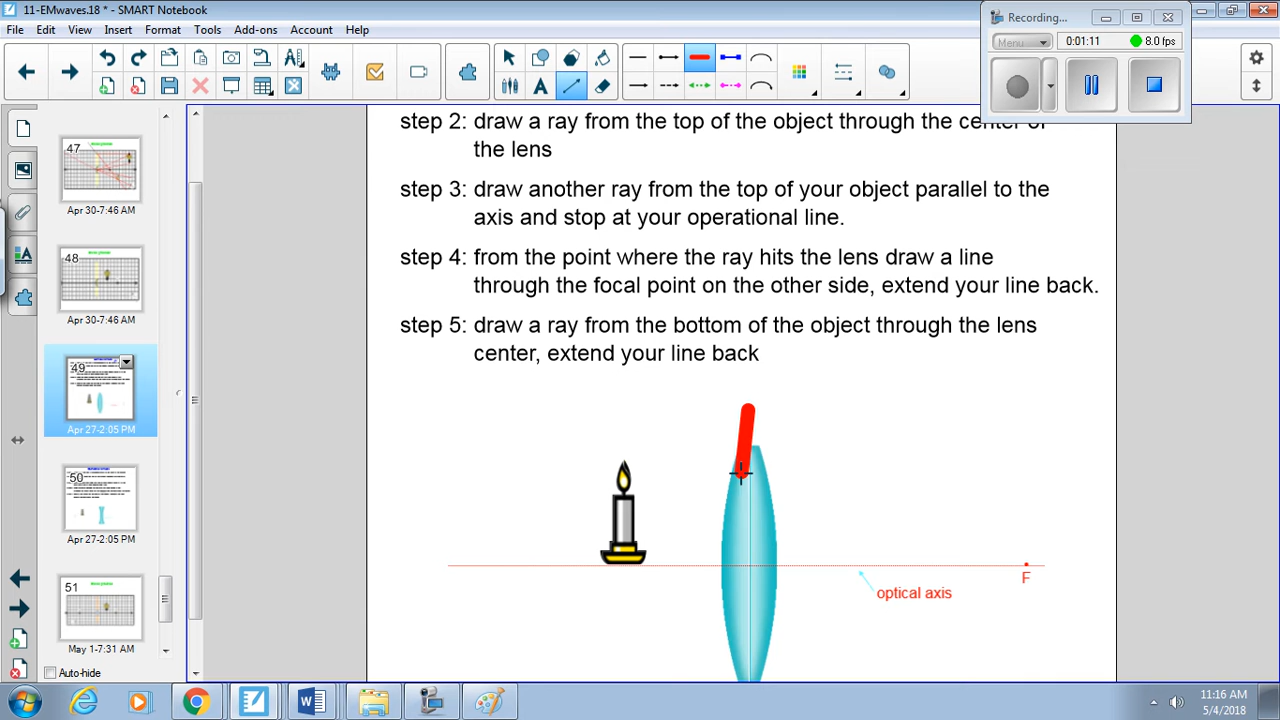 11-EMwaves.18 * - SMART Notebook
Recording...
File Edit View Insert Format Tools Draw Add-ons Account Help
Menu
0:01:11
8.0 fps
step 2: draw a ray from the top of the object through the center of
the lens
step 3: draw another ray from the top of your object parallel to the
axis and stop at your operational line.
step 4: from the point where the ray hits the lens draw a line
through the focal point on the other side, extend your line back.
step 5: draw a ray from the bottom of the object through the lens
center, extend your line back
F
optical axis
47
Apr 30-7:46 AM
48
Apr 30-7:46 AM
49
Apr 27-2:05 PM
50
Apr 27-2:05 PM
51
May 1-7:31 AM
Auto-hide
11:16 AM
5/4/2018